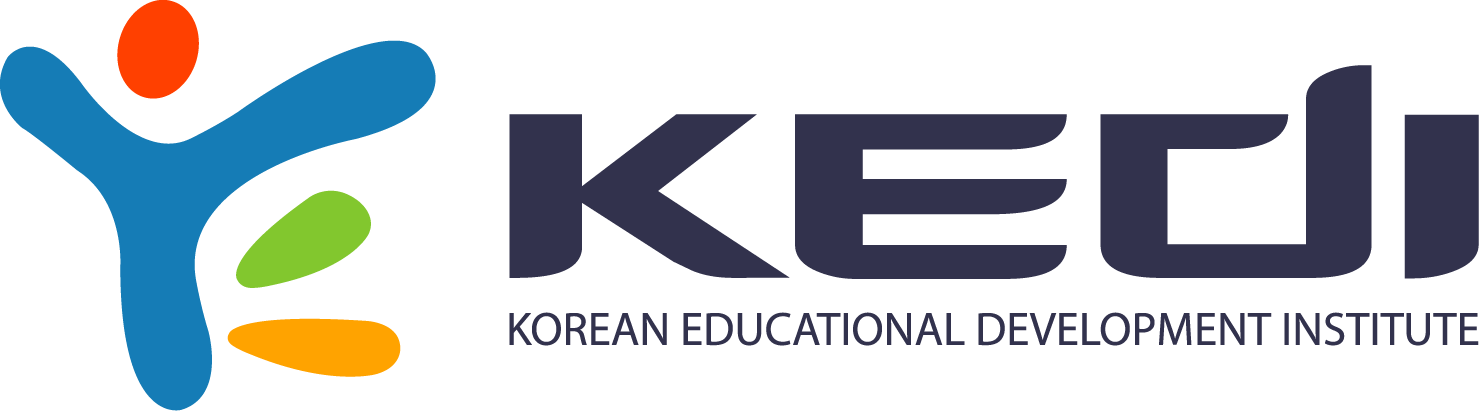 KEDI
KOREAN EDUCATIONAL DEVELOPMENT INSTITUTE